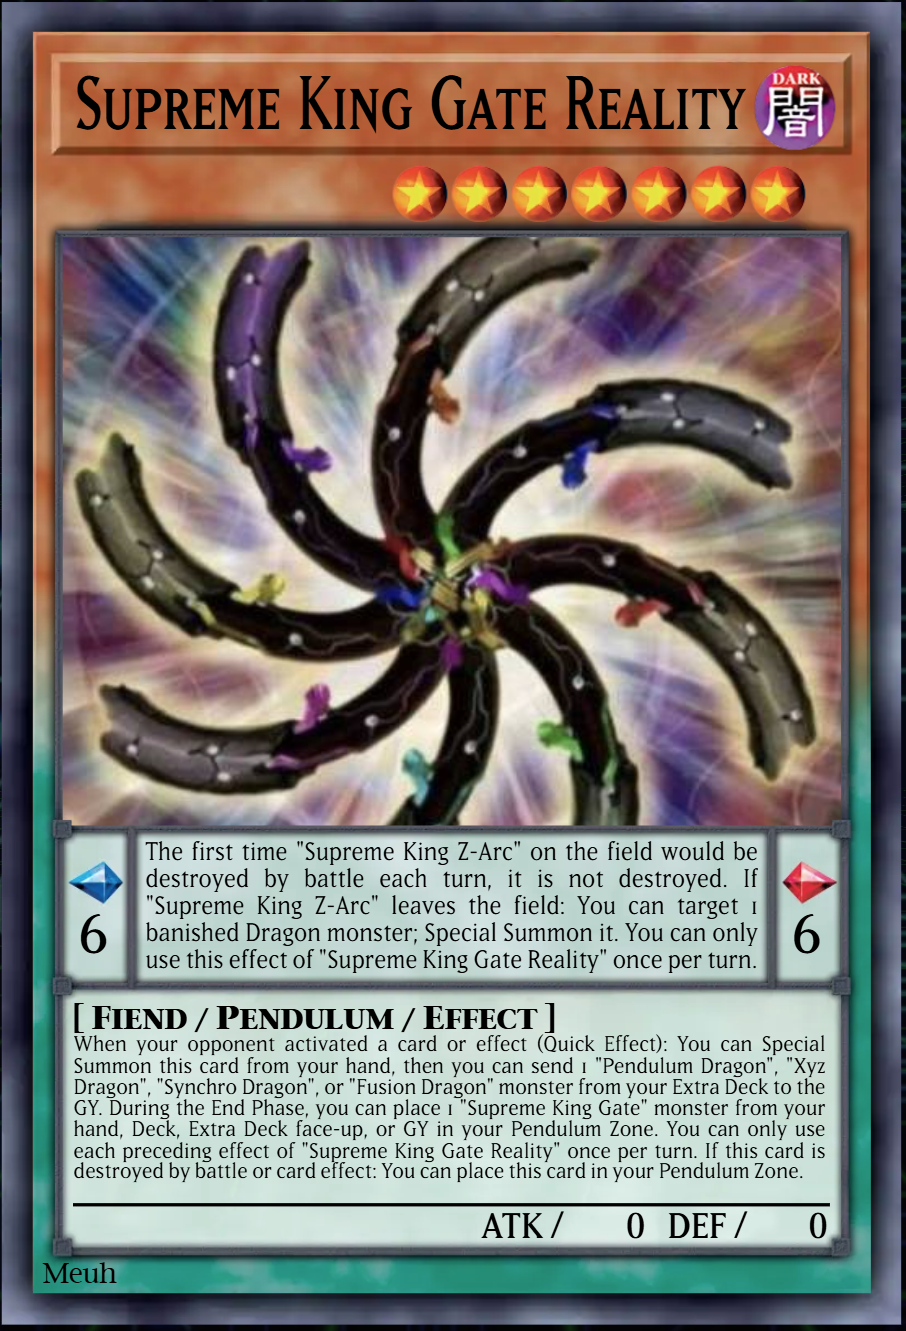 Supreme King Gate Reality
DARK
闇
The first time "Supreme King Z-Arc" on the field would be
destroyed by battle each turn, it is not destroyed. If
"Supreme King Z-Arc" leaves the field: You can target 1
banished Dragon monster; Special Summon it. You can only
use this effect of "Supreme King Gate Reality" once per turn.
6
6
[ Fiend / Pendulum / Effect ]
When your opponent activated a card or effect (Quick Effect): You can Special
Summon this card from your hand, then you can send 1 "Pendulum Dragon", "Xyz
Dragon", "Synchro Dragon", or "Fusion Dragon" monster from your Extra Deck to the
GY. During the End Phase, you can place 1 "Supreme King Gate" monster from your
hand, Deck, Extra Deck face-up, or GY in your Pendulum Zone. You can only use
each preceding effect of "Supreme King Gate Reality" once per turn. If this card is
destroyed by battle or card effect: You can place this card in your Pendulum Zone.
ATK / 0 DEF / 0
Meuh